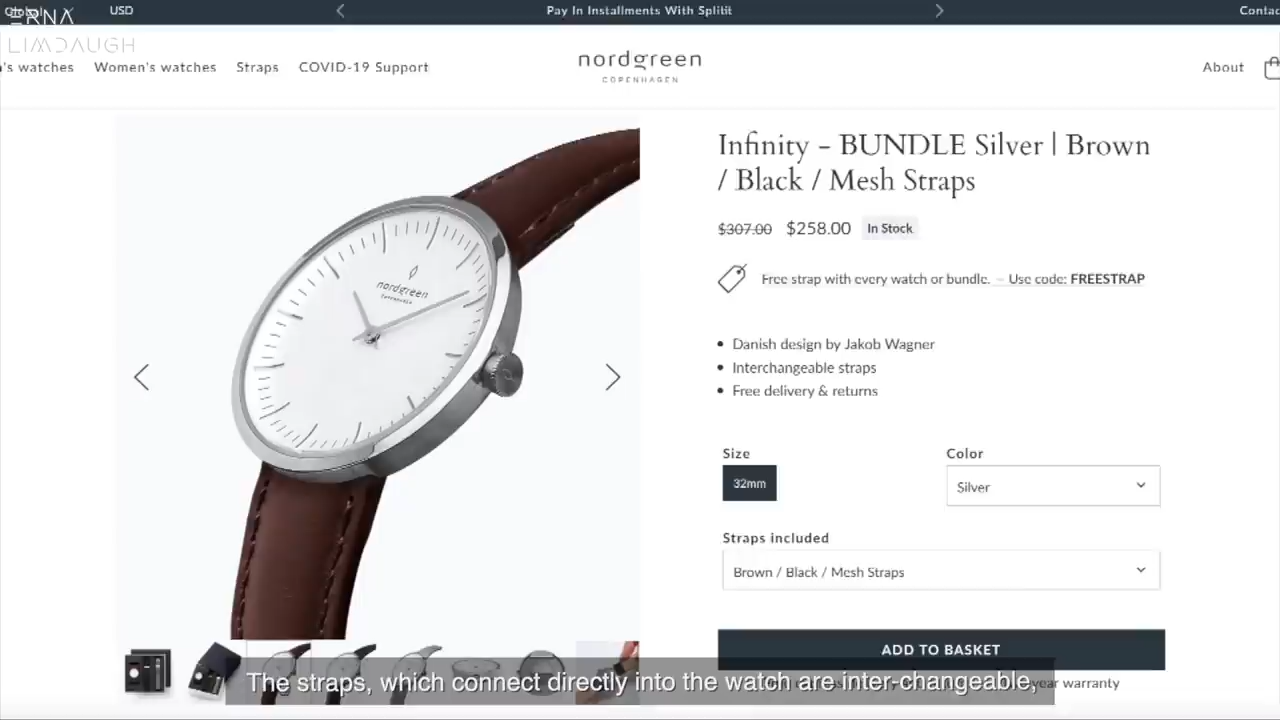 Global
USD
Pay In Installments With Splitit
Contac
ERNA
LIMDAUGH
n's watches
Women's watches
Straps
COVID-19 Support
nordgreen
COPENHAGEN
About
Infinity - BUNDLE Silver | Brown
/ Black / Mesh Straps
$307.00 $258.00 In Stock
Free strap with every watch or bundle. – Use code: FREESTRAP
Danish design by Jakob Wagner
Interchangeable straps
Free delivery & returns
nordgreen
Size
Color
32mm
Silver
Straps included
Brown / Black / Mesh Straps
ADD TO BASKET
year warranty
The straps, which connect directly into the watch are inter-changeable,